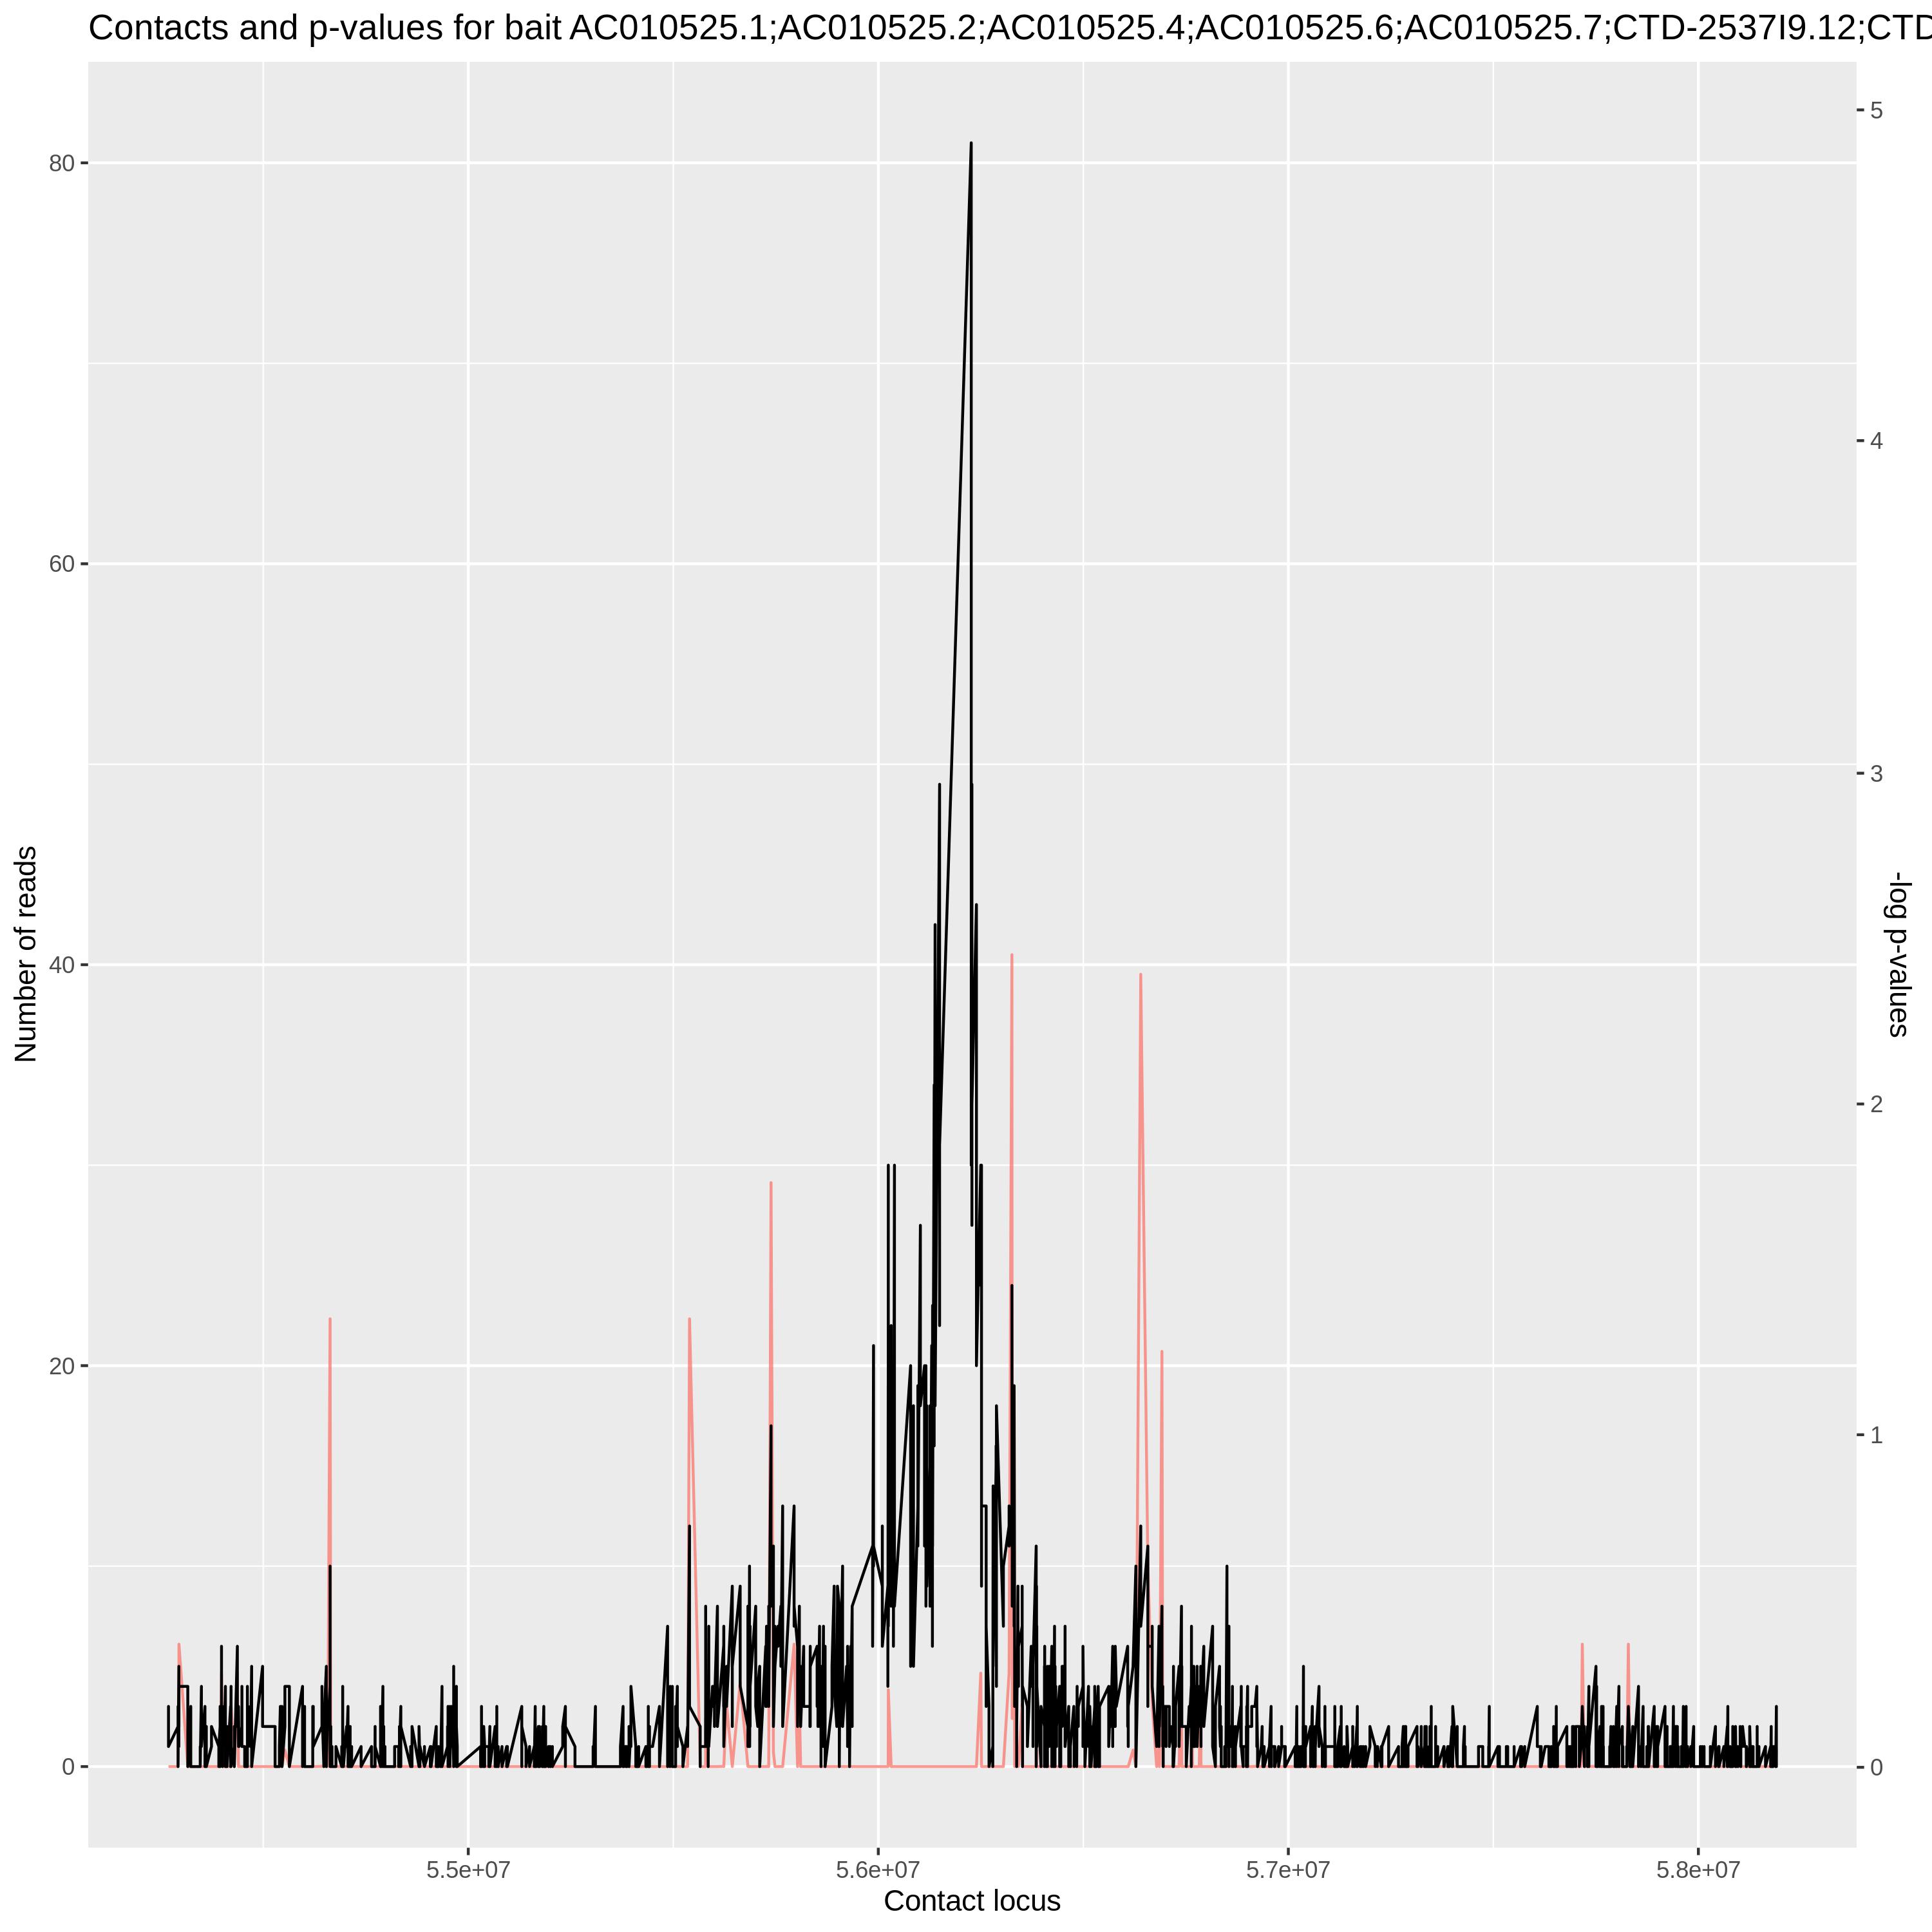 Contacts and p-values for bait AC010525.1;AC010525.2;AC010525.4;AC010525.6;AC010525.7;CTD-2537I9.12;CTD
80
60
40
20
0
Number of reads
5
4
3
2
1
0
-log p-values
5.5e+07 5.6e+07 5.7e+07 5.8e+07
Contact locus